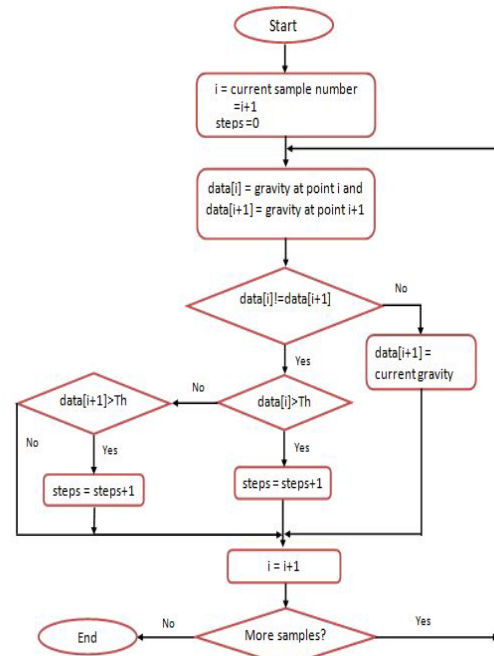 Start
i = current sample number
=i+1
steps=0
data[i] = gravity at point i and
data[i+1] = gravity at point i+1
data[i]!=data[i+1]
No
Yes
data[i+1] =
current gravity
data[i+1]>Th
No
data[i]>Th
No
Yes
Yes
steps = steps+1
steps = steps+1
i = i+1
No
Yes
End
More samples?